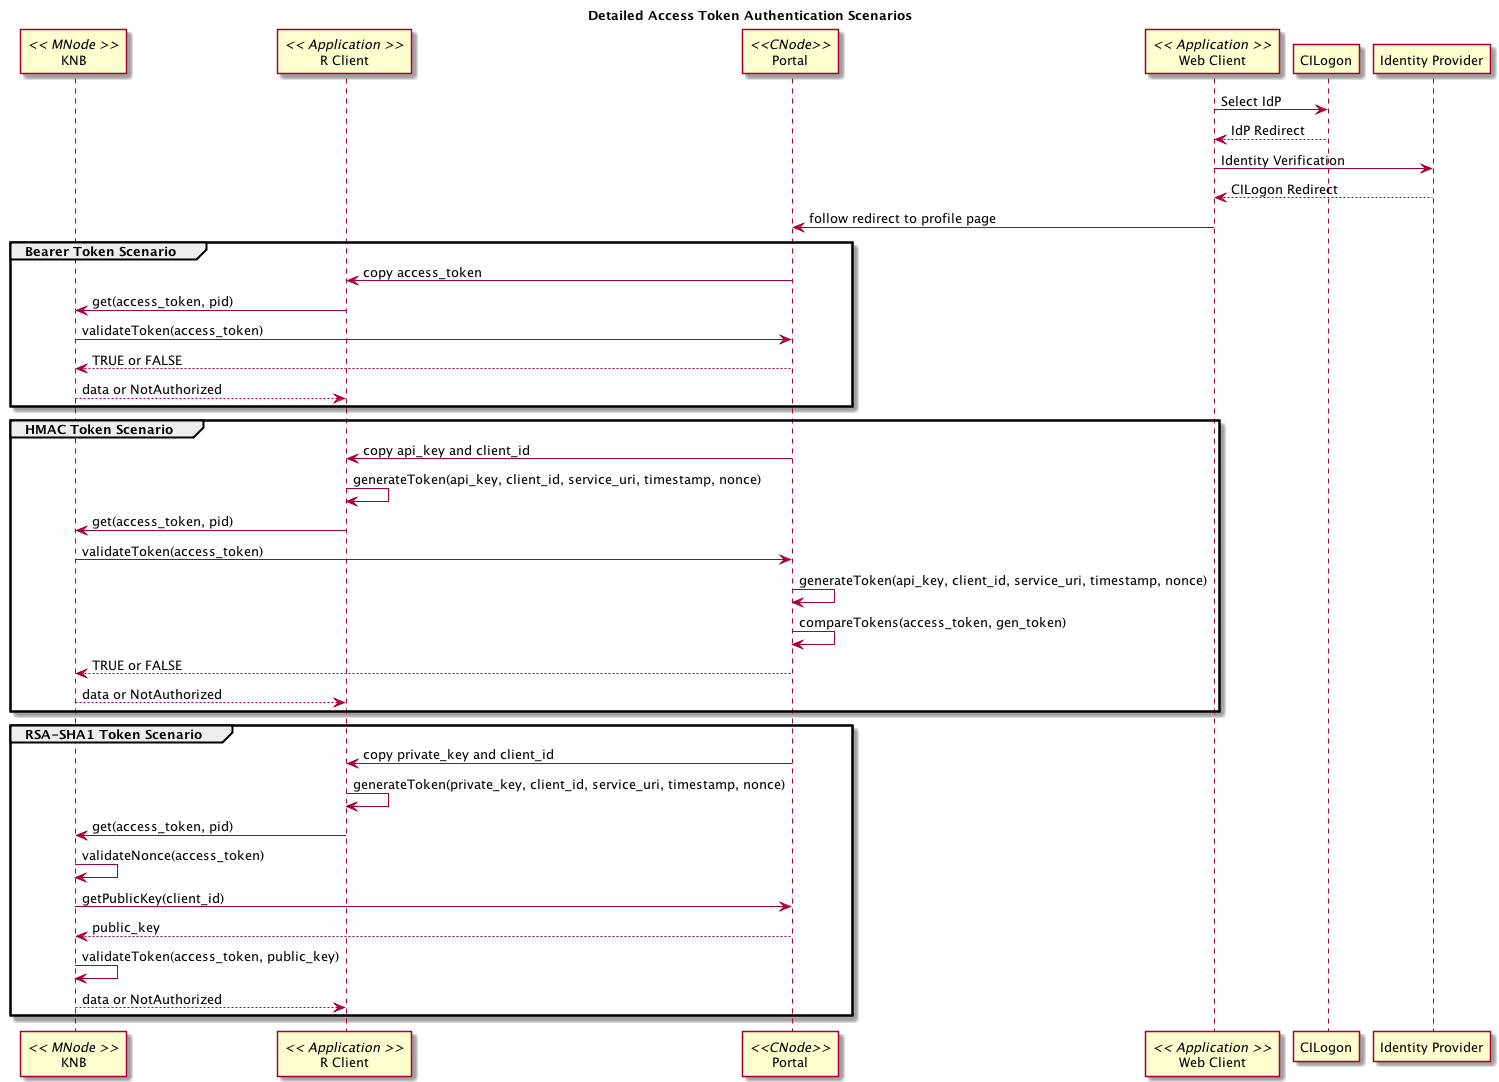 Detailed Access Token Authentication Scenarios
<< MNode >>
KNB
<< Application >>
R Client
<<CNode>>
Portal
<< Application >>
Web Client
CILogon
Identity Provider
Select IdP
IdP Redirect
Identity Verification
CILogon Redirect
follow redirect to profile page
Bearer Token Scenario
copy access_token
get(access_token, pid)
validateToken(access_token)
TRUE or FALSE
data or NotAuthorized
HMAC Token Scenario
copy api_key and client_id
generateToken(api_key, client_id, service_uri, timestamp, nonce)
get(access_token, pid)
validateToken(access_token)
generateToken(api_key, client_id, service_uri, timestamp, nonce)
compareTokens(access_token, gen_token)
TRUE or FALSE
data or NotAuthorized
RSA-SHA1 Token Scenario
copy private_key and client_id
generateToken(private_key, client_id, service_uri, timestamp, nonce)
get(access_token, pid)
validateNonce(access_token)
getPublicKey(client_id)
public_key
validateToken(access_token, public_key)
data or NotAuthorized
<< MNode >>
KNB
<< Application >>
R Client
<<CNode>>
Portal
<< Application >>
Web Client
CILogon
Identity Provider